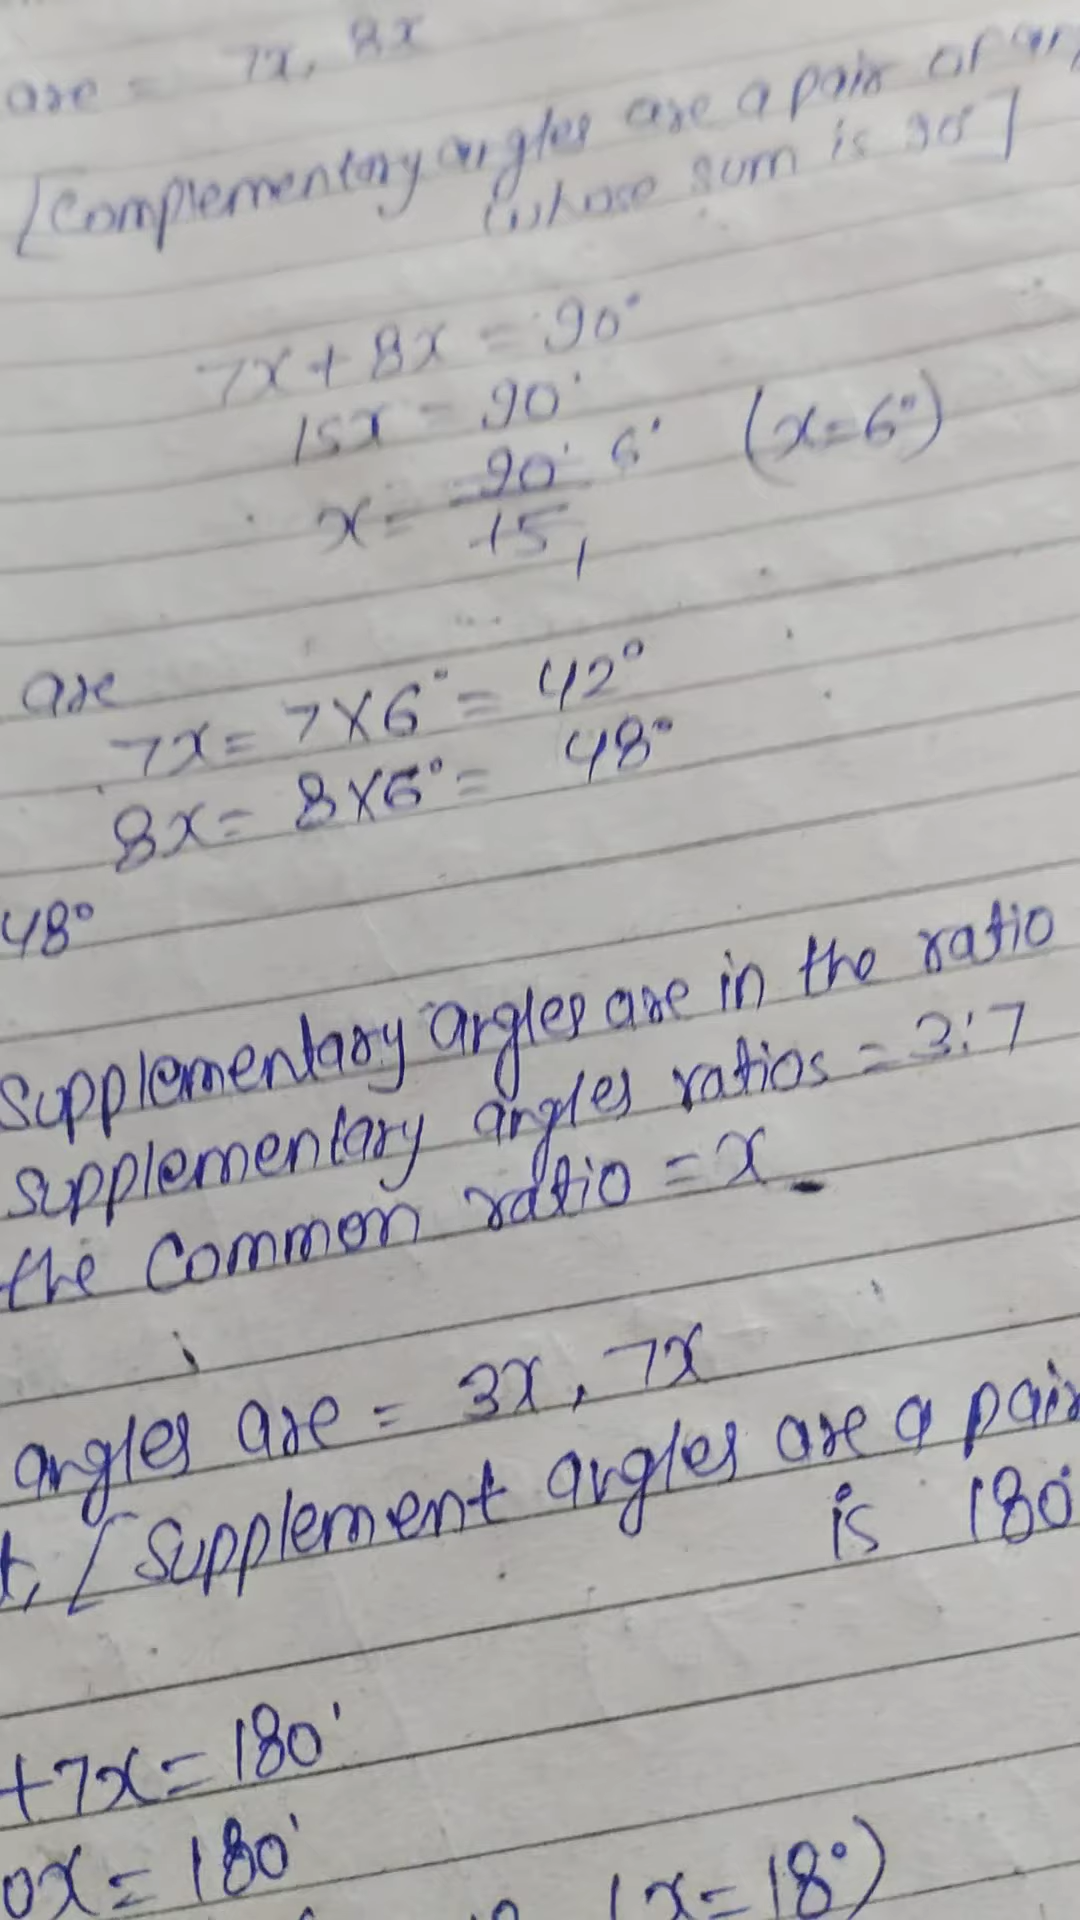 are = 7x, 8x
[Complementary angles are a pair of
whose sum is 90°]
7x + 8x = 90°
15x = 90°
x = 90° 6° (x=6°)
15 1
are
7x = 7×6° = 42°
8x = 8×6° = 48°
48°
Supplementary angles are in the ratio
supplementary angles ratios = 3:7
the common ratio = x
angles are = 3x, 7x
[Supplement angles are a pair
is 180°
+7x = 180°
0x = 180°
(x=18°)